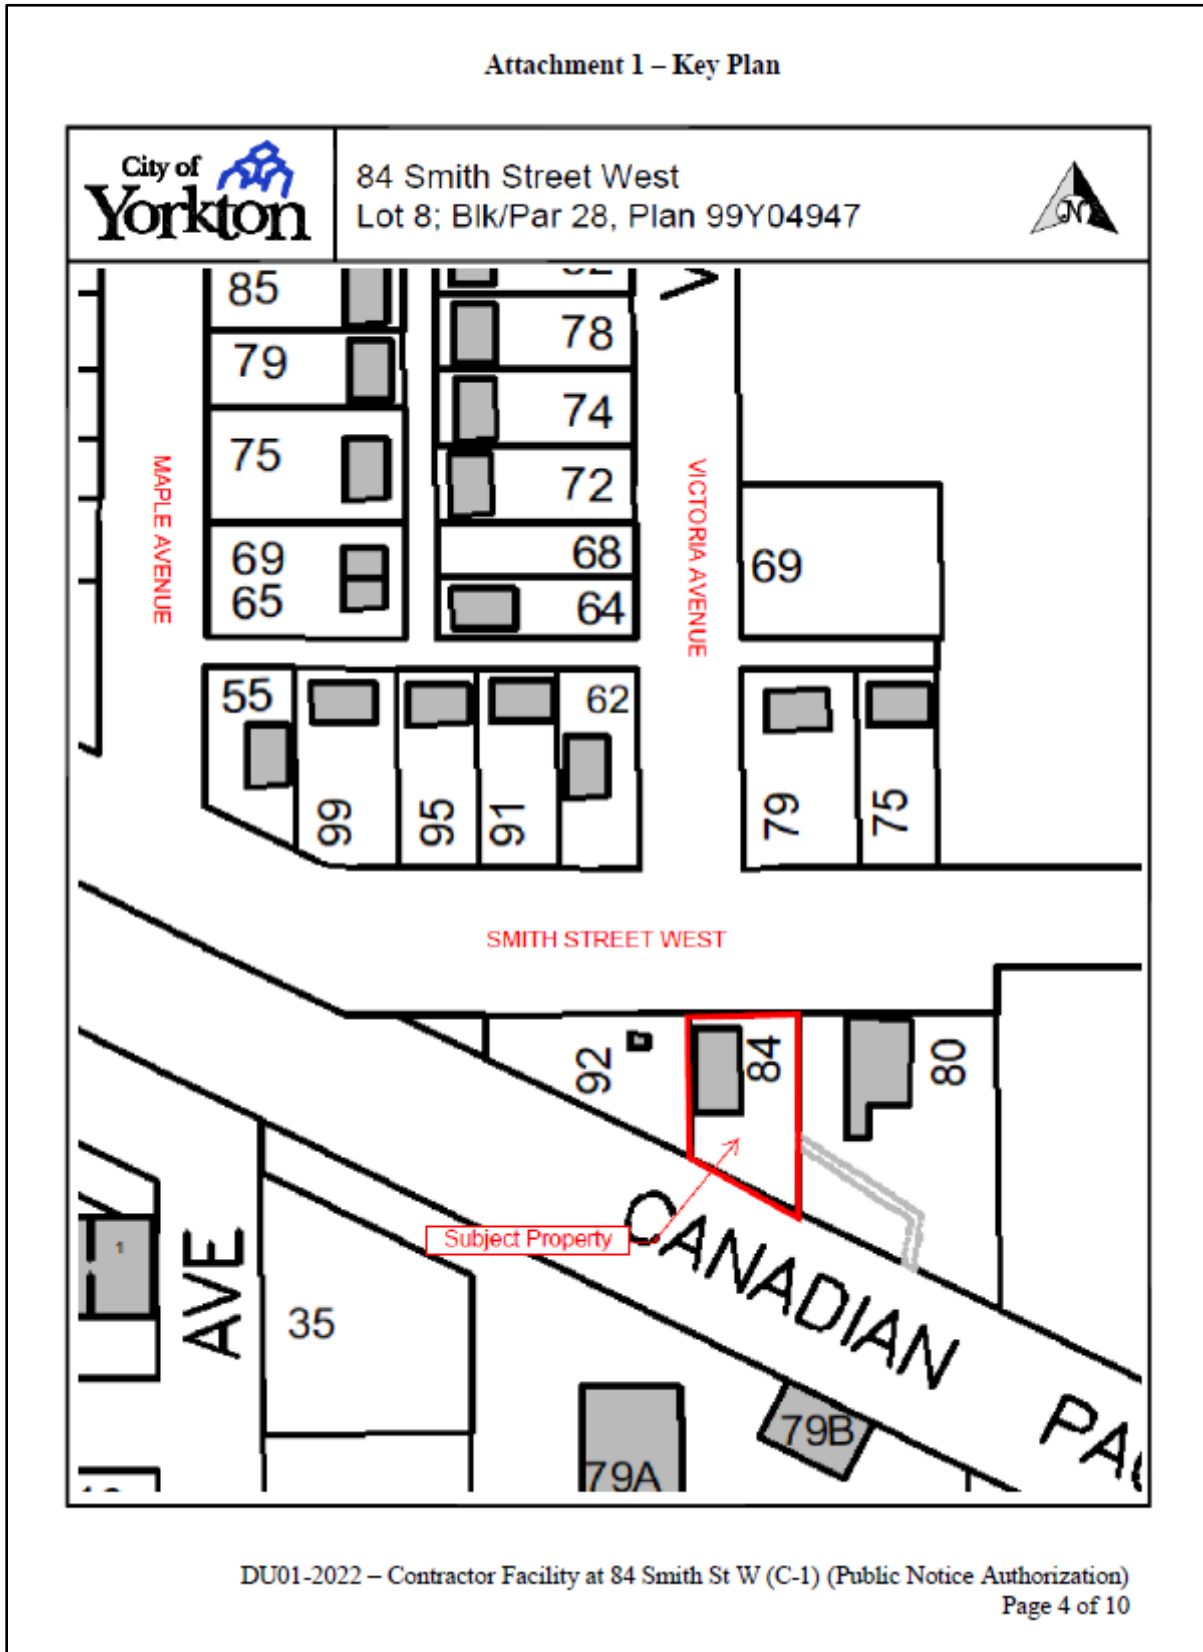 Attachment 1 – Key Plan
City of
Yorkton
84 Smith Street West
Lot 8; Blk/Par 28, Plan 99Y04947
N
85
78
79
74
75
72
MAPLE AVENUE
VICTORIA AVENUE
69
68
69
65
64
55
62
99
95
91
79
75
SMITH STREET WEST
92
84
80
Subject Property
CANADIAN PA
1
AVE
35
79B
79A
DU01-2022 – Contractor Facility at 84 Smith St W (C-1) (Public Notice Authorization)
Page 4 of 10